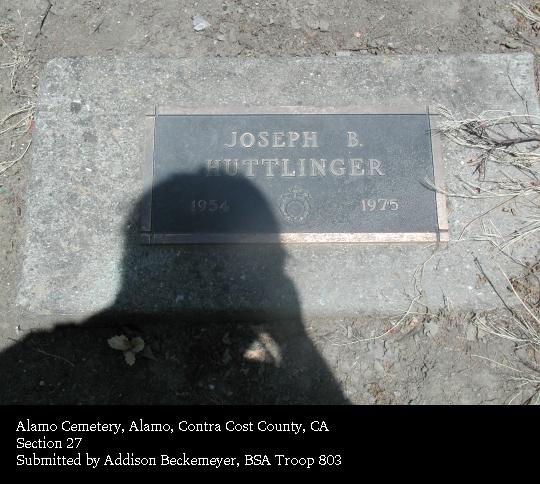 JOSEPH B.
HUTTLINGER
1954 1975
Alamo Cemetery, Alamo, Contra Cost County, CA
Section 27
Submitted by Addison Beckemeyer, BSA Troop 803